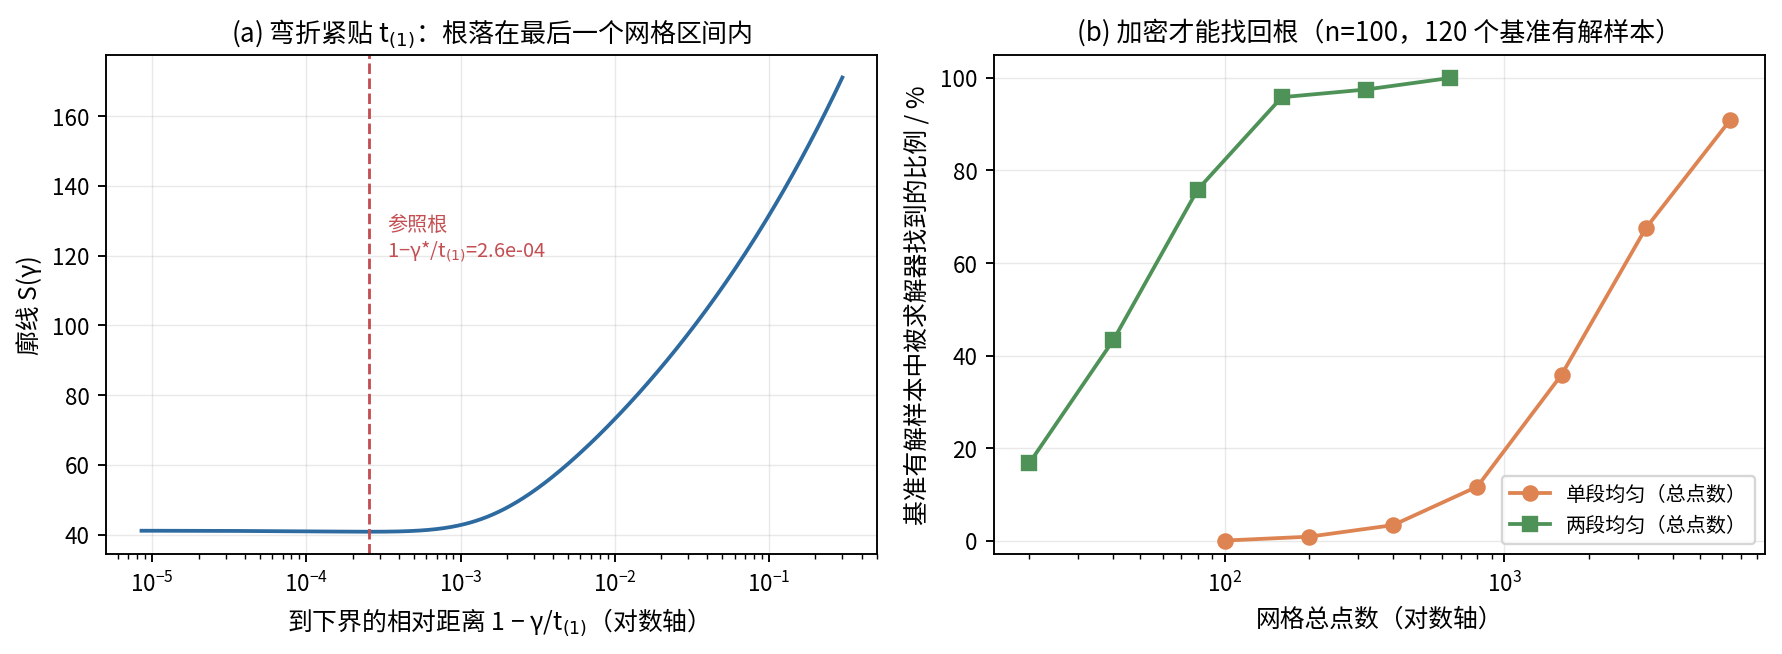 (a) 弯折紧贴 t₍₁₎：根落在最后一个网格区间内
廓线 S(γ)
160
140
120
100
80
60
40
参照根
1−γ*/t₍₁₎=2.6e-04
10⁻⁵
10⁻⁴
10⁻³
10⁻²
10⁻¹
到下界的相对距离 1 − γ/t₍₁₎（对数轴）
(b) 加密才能找回根（n=100，120 个基准有解样本）
基准有解样本中被求解器找到的比例 / %
100
80
60
40
20
0
单段均匀（总点数）
两段均匀（总点数）
10²
10³
网格总点数（对数轴）